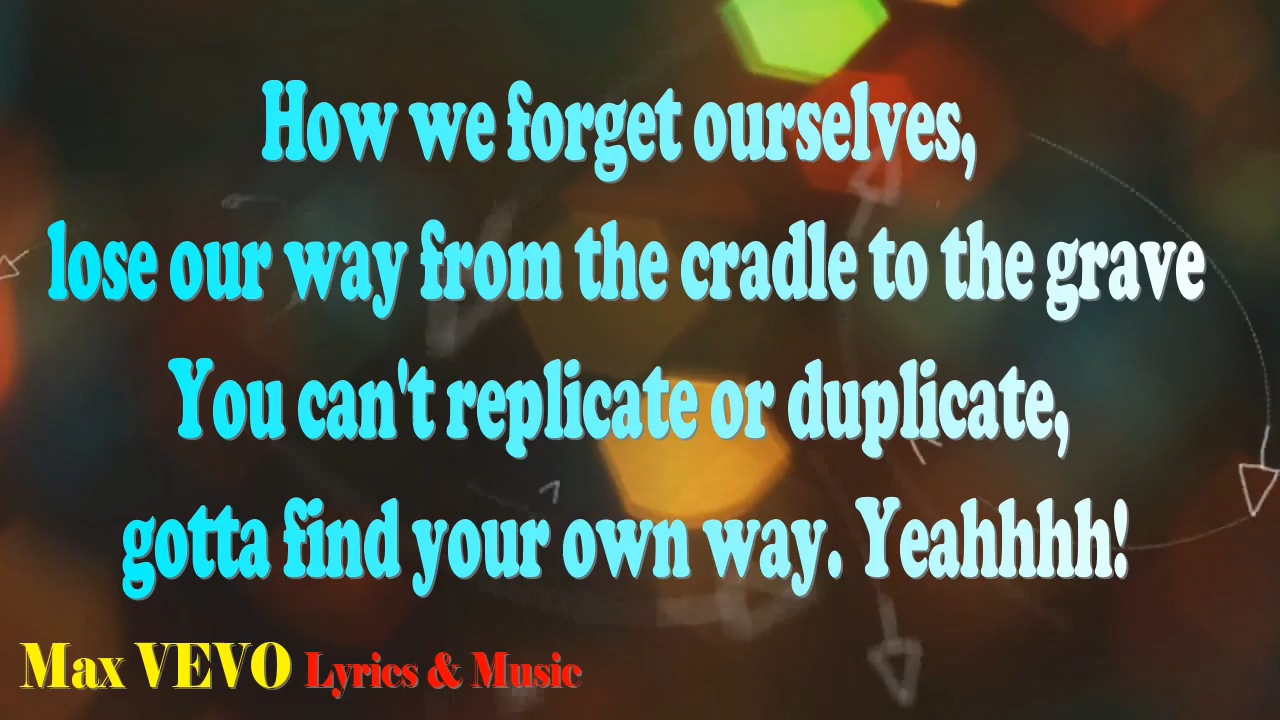 How we forget ourselves,
lose our way from the cradle to the grave
You can't replicate or duplicate,
gotta find your own way. Yeahhhh!
Max VEVO Lyrics & Music